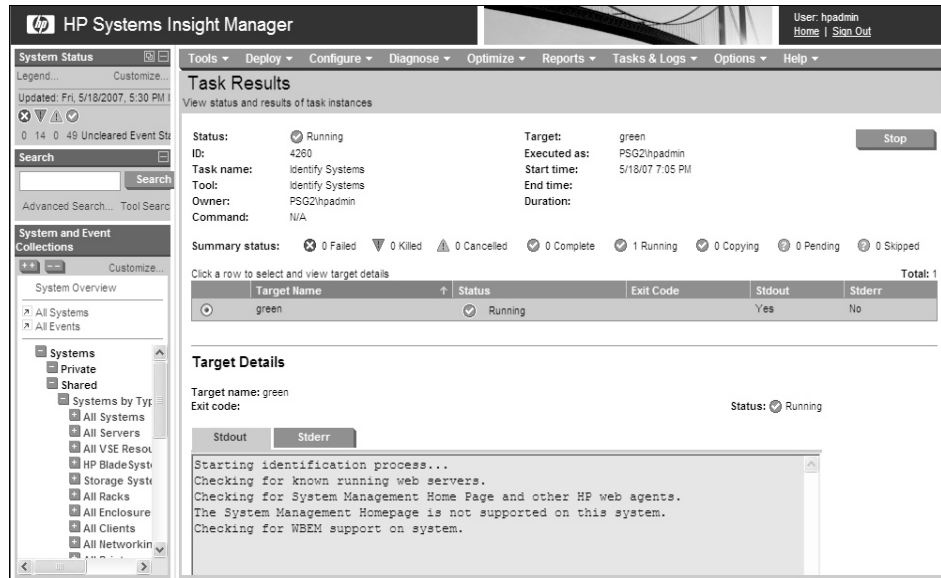 hp HP Systems Insight Manager
User: hpadmin
Home | Sign Out
System Status
Legend... Customize...
Updated: Fri, 5/18/2007, 5:30 PM
0 14 0 49 Uncleared Event Sta
Search
Search
Advanced Search... Tool Searc
System and Event
Collections
Customize...
System Overview
All Systems
All Events
Systems
Private
Shared
Systems by Typ
All Systems
All Servers
All VSE Resou
HP BladeSyst
Storage Syste
All Racks
All Enclosure
All Clients
All Networkin
Tools Deploy Configure Diagnose Optimize Reports Tasks & Logs Options Help
Task Results
View status and results of task instances
Status: Running Target: green Stop
ID: 4260 Executed as: PSG2\hpadmin
Task name: Identify Systems Start time: 5/18/07 7:05 PM
Tool: Identify Systems End time:
Owner: PSG2\hpadmin Duration:
Command: N/A
Summary status: 0 Failed 0 Killed 0 Cancelled 0 Complete 1 Running 0 Copying 0 Pending 0 Skipped
Click a row to select and view target details Total: 1
Target Name Status Exit Code Stdout Stderr
green Running Yes No
Target Details
Target name: green
Exit code: Status: Running
Stdout Stderr
Starting identification process...
Checking for known running web servers.
Checking for System Management Home Page and other HP web agents.
The System Management Homepage is not supported on this system.
Checking for WBEM support on system.